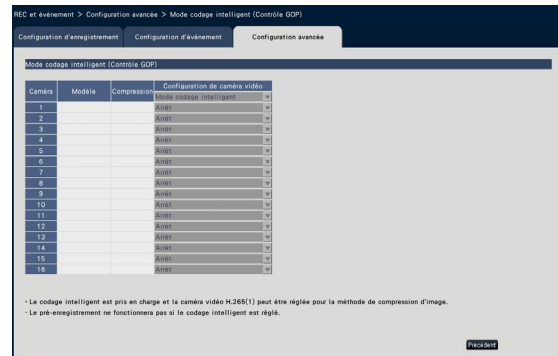 REC et événement > Configuration avancée > Mode codage intelligent (Contrôle GOP)
Configuration d'enregistrement Configuration d'événement Configuration avancée
Mode codage intelligent (Contrôle GOP)
Caméra Modèle Compression Configuration de caméra vidéo
Mode codage intelligent
1 Arrêt
2 Arrêt
3 Arrêt
4 Arrêt
5 Arrêt
6 Arrêt
7 Arrêt
8 Arrêt
9 Arrêt
10 Arrêt
11 Arrêt
12 Arrêt
13 Arrêt
14 Arrêt
15 Arrêt
16 Arrêt
· Le codage intelligent est pris en charge et la caméra vidéo H.265(1) peut être réglée pour la méthode de compression d'image.
· Le pré-enregistrement ne fonctionnera pas si le codage intelligent est réglé.
Précédent